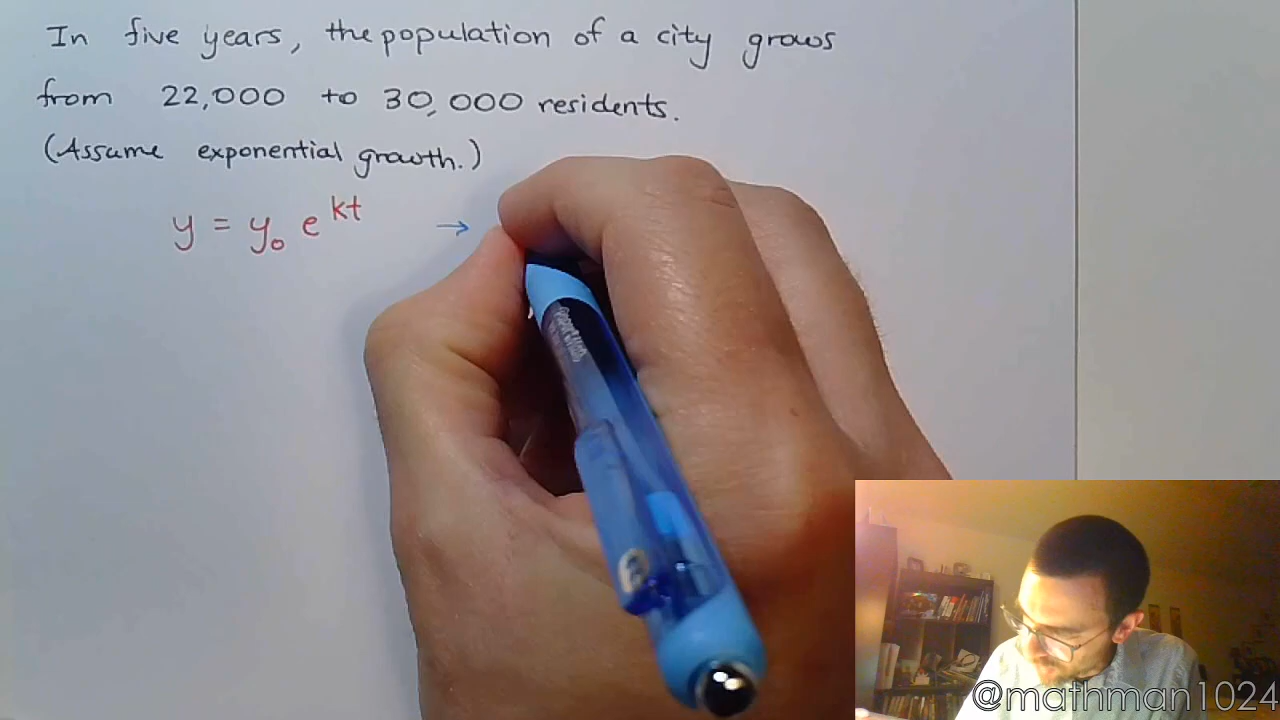 In five years, the population of a city grows
from 22,000 to 30,000 residents.
(Assume exponential growth.)
y = y₀ e^kt →
@mathman1024